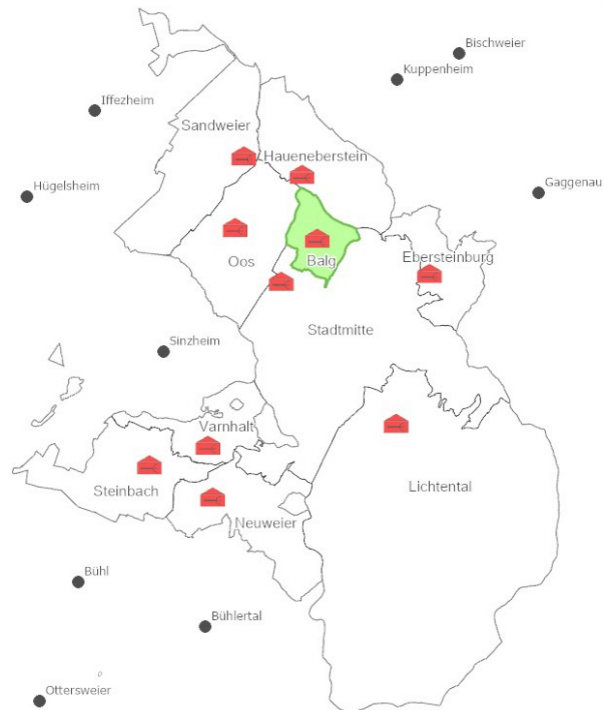 Bischweier
Kuppenheim
Iffezheim
Sandweier
Haueneberstein
Hügelsheim
Gaggenau
Oos
Balg
Ebersteinburg
Stadtmitte
Sinzheim
Varnhalt
Steinbach
Lichtental
Neuweier
Bühl
Bühlertal
Ottersweier